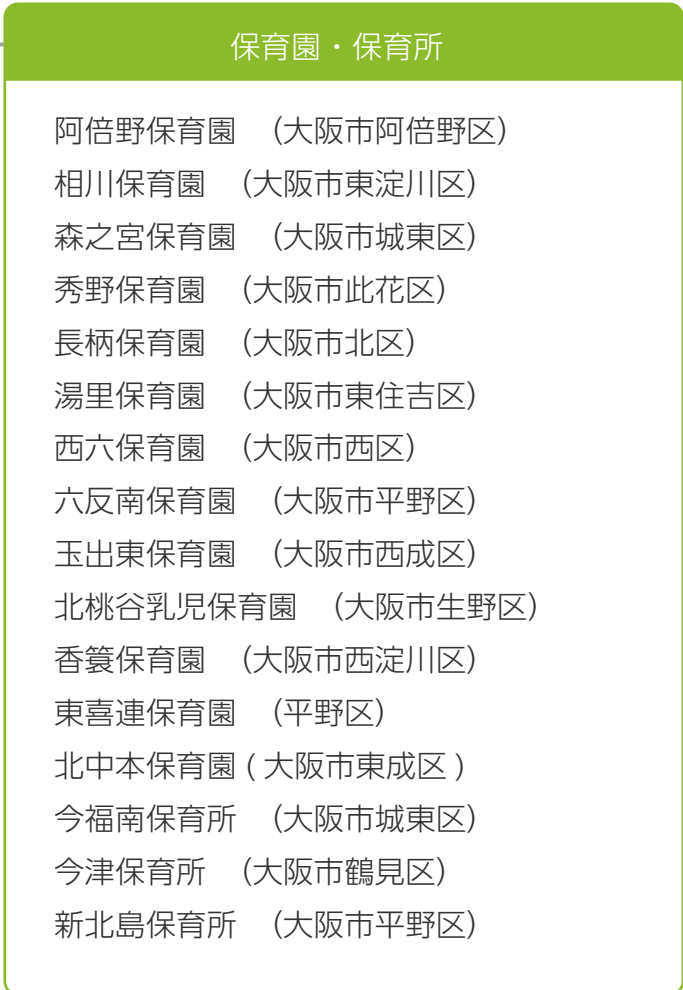 保育園・保育所
阿倍野保育園　（大阪市阿倍野区）
相川保育園　（大阪市東淀川区）
森之宮保育園　（大阪市城東区）
秀野保育園　（大阪市此花区）
長柄保育園　（大阪市北区）
湯里保育園　（大阪市東住吉区）
西六保育園　（大阪市西区）
六反南保育園　（大阪市平野区）
玉出東保育園　（大阪市西成区）
北桃谷乳児保育園　（大阪市生野区）
香簑保育園　（大阪市西淀川区）
東喜連保育園　（平野区）
北中本保育園 ( 大阪市東成区 )
今福南保育所　（大阪市城東区）
今津保育所　（大阪市鶴見区）
新北島保育所　（大阪市平野区）